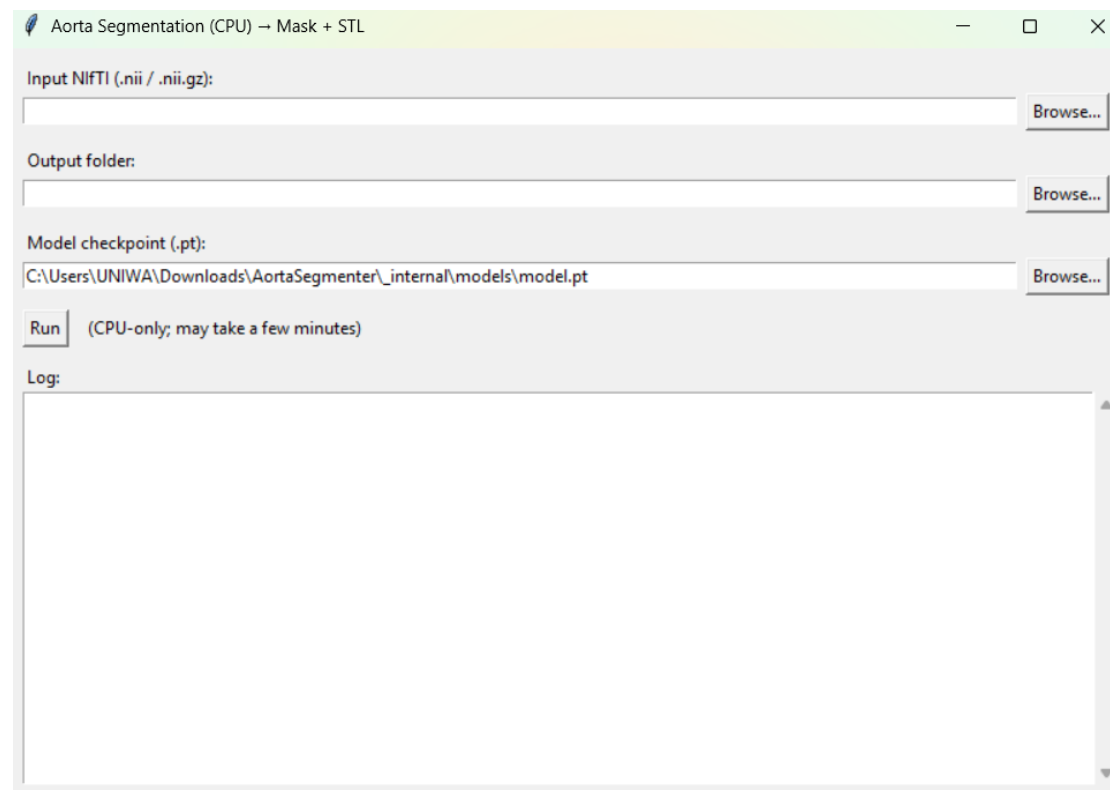 Aorta Segmentation (CPU) → Mask + STL
Input NIfTI (.nii / .nii.gz):
Browse...
Output folder:
Browse...
Model checkpoint (.pt):
C:\Users\UNIWA\Downloads\AortaSegmenter\_internal\models\model.pt
Browse...
Run (CPU-only; may take a few minutes)
Log: